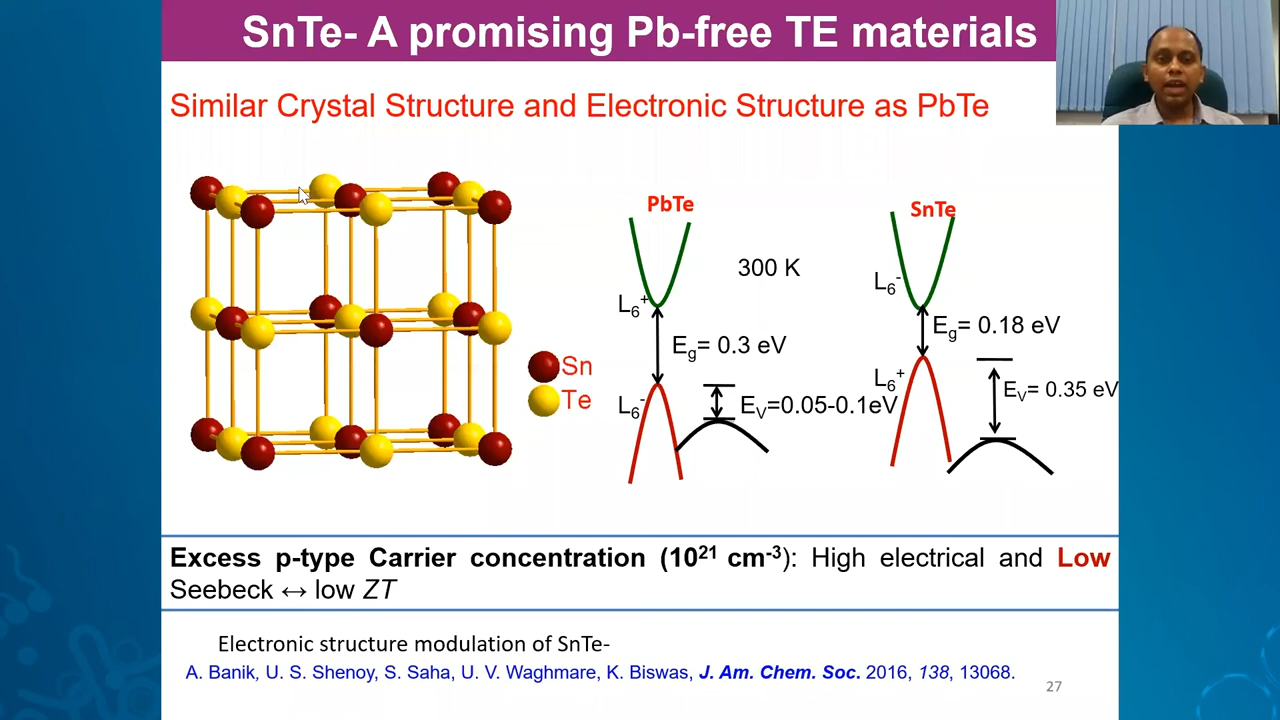 SnTe- A promising Pb-free TE materials
Similar Crystal Structure and Electronic Structure as PbTe
PbTe
SnTe
300 K
L6+
L6-
Eg= 0.3 eV
Eg= 0.18 eV
Sn
Te
L6-
EV=0.05-0.1eV
L6+
EV= 0.35 eV
Excess p-type Carrier concentration (10²¹ cm⁻³): High electrical and Low
Seebeck ↔ low ZT
Electronic structure modulation of SnTe-
A. Banik, U. S. Shenoy, S. Saha, U. V. Waghmare, K. Biswas, J. Am. Chem. Soc. 2016, 138, 13068.
27